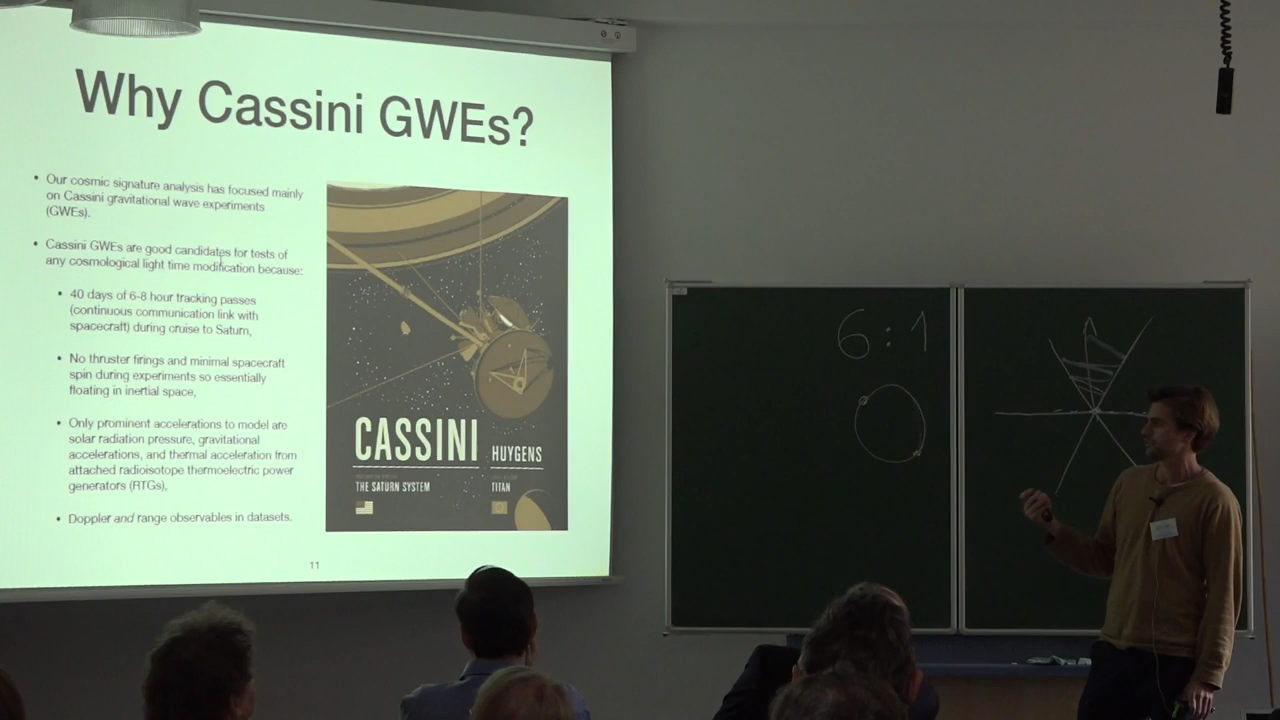 Why Cassini GWEs?
• Our cosmic signature analysis has focused mainly
on Cassini gravitational wave experiments
(GWEs).
• Cassini GWEs are good candidates for tests of
any cosmological light time modification because:
• 40 days of 6-8 hour tracking passes
(continuous communication link with
spacecraft) during cruise to Saturn,
• No thruster firings and minimal spacecraft
spin during experiments so essentially
floating in inertial space,
• Only prominent accelerations to model are
solar radiation pressure, gravitational
accelerations, and thermal acceleration from
attached radioisotope thermoelectric power
generators (RTGs),
• Doppler and range observables in datasets.
CASSINI
HUYGENS
THE SATURN SYSTEM
TITAN
11
6:1